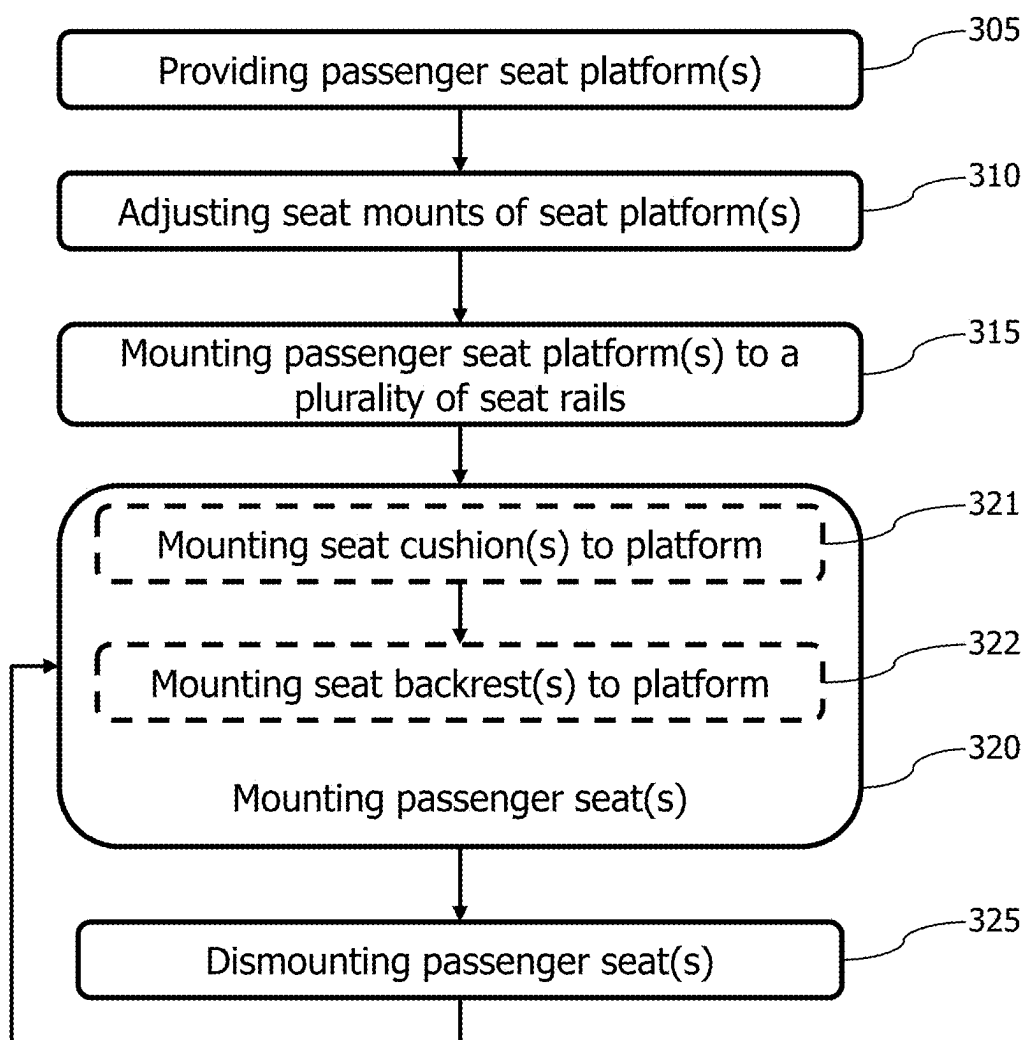 305
Providing passenger seat platform(s)
310
Adjusting seat mounts of seat platform(s)
315
Mounting passenger seat platform(s) to a
plurality of seat rails
321
Mounting seat cushion(s) to platform
322
Mounting seat backrest(s) to platform
320
Mounting passenger seat(s)
325
Dismounting passenger seat(s)